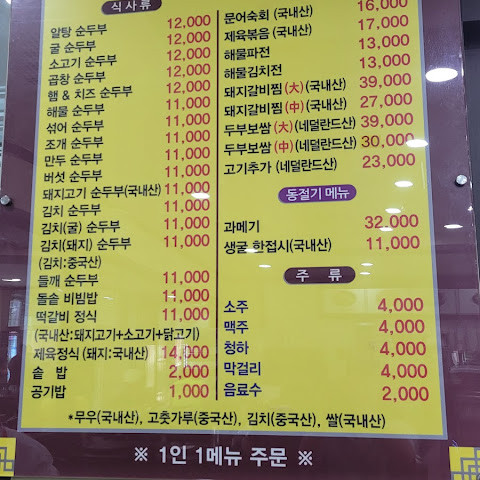 식사류
알탕 순두부 12,000
굴 순두부 12,000
소고기 순두부 12,000
곱창 순두부 12,000
햄 & 치즈 순두부 12,000
해물 순두부 11,000
섞어 순두부 11,000
조개 순두부 11,000
만두 순두부 11,000
버섯 순두부 11,000
돼지고기 순두부(국내산) 11,000
김치 순두부 11,000
김치(굴) 순두부 11,000
김치(돼지) 순두부 11,000
(김치:중국산)
들깨 순두부 11,000
돌솥 비빔밥 11,000
떡갈비 정식 11,000
(국내산:돼지고기+소고기+닭고기)
제육정식 (돼지:국내산) 14,000
솥 밥 2,000
공기밥 1,000
문어숙회 (국내산) 16,000
제육볶음 (국내산) 17,000
해물파전 13,000
해물김치전 13,000
돼지갈비찜 (大) (국내산) 39,000
돼지갈비찜 (中) (국내산) 27,000
두부보쌈 (大) (네덜란드산) 39,000
두부보쌈 (中) (네덜란드산) 30,000
고기추가 (네덜란드산) 23,000
동절기 메뉴
과메기 32,000
생굴 한접시(국내산) 11,000
주 류
소주 4,000
맥주 4,000
청하 4,000
막걸리 4,000
음료수 2,000
*무우(국내산), 고춧가루(중국산), 김치(중국산), 쌀(국내산)
※ 1인 1메뉴 주문 ※